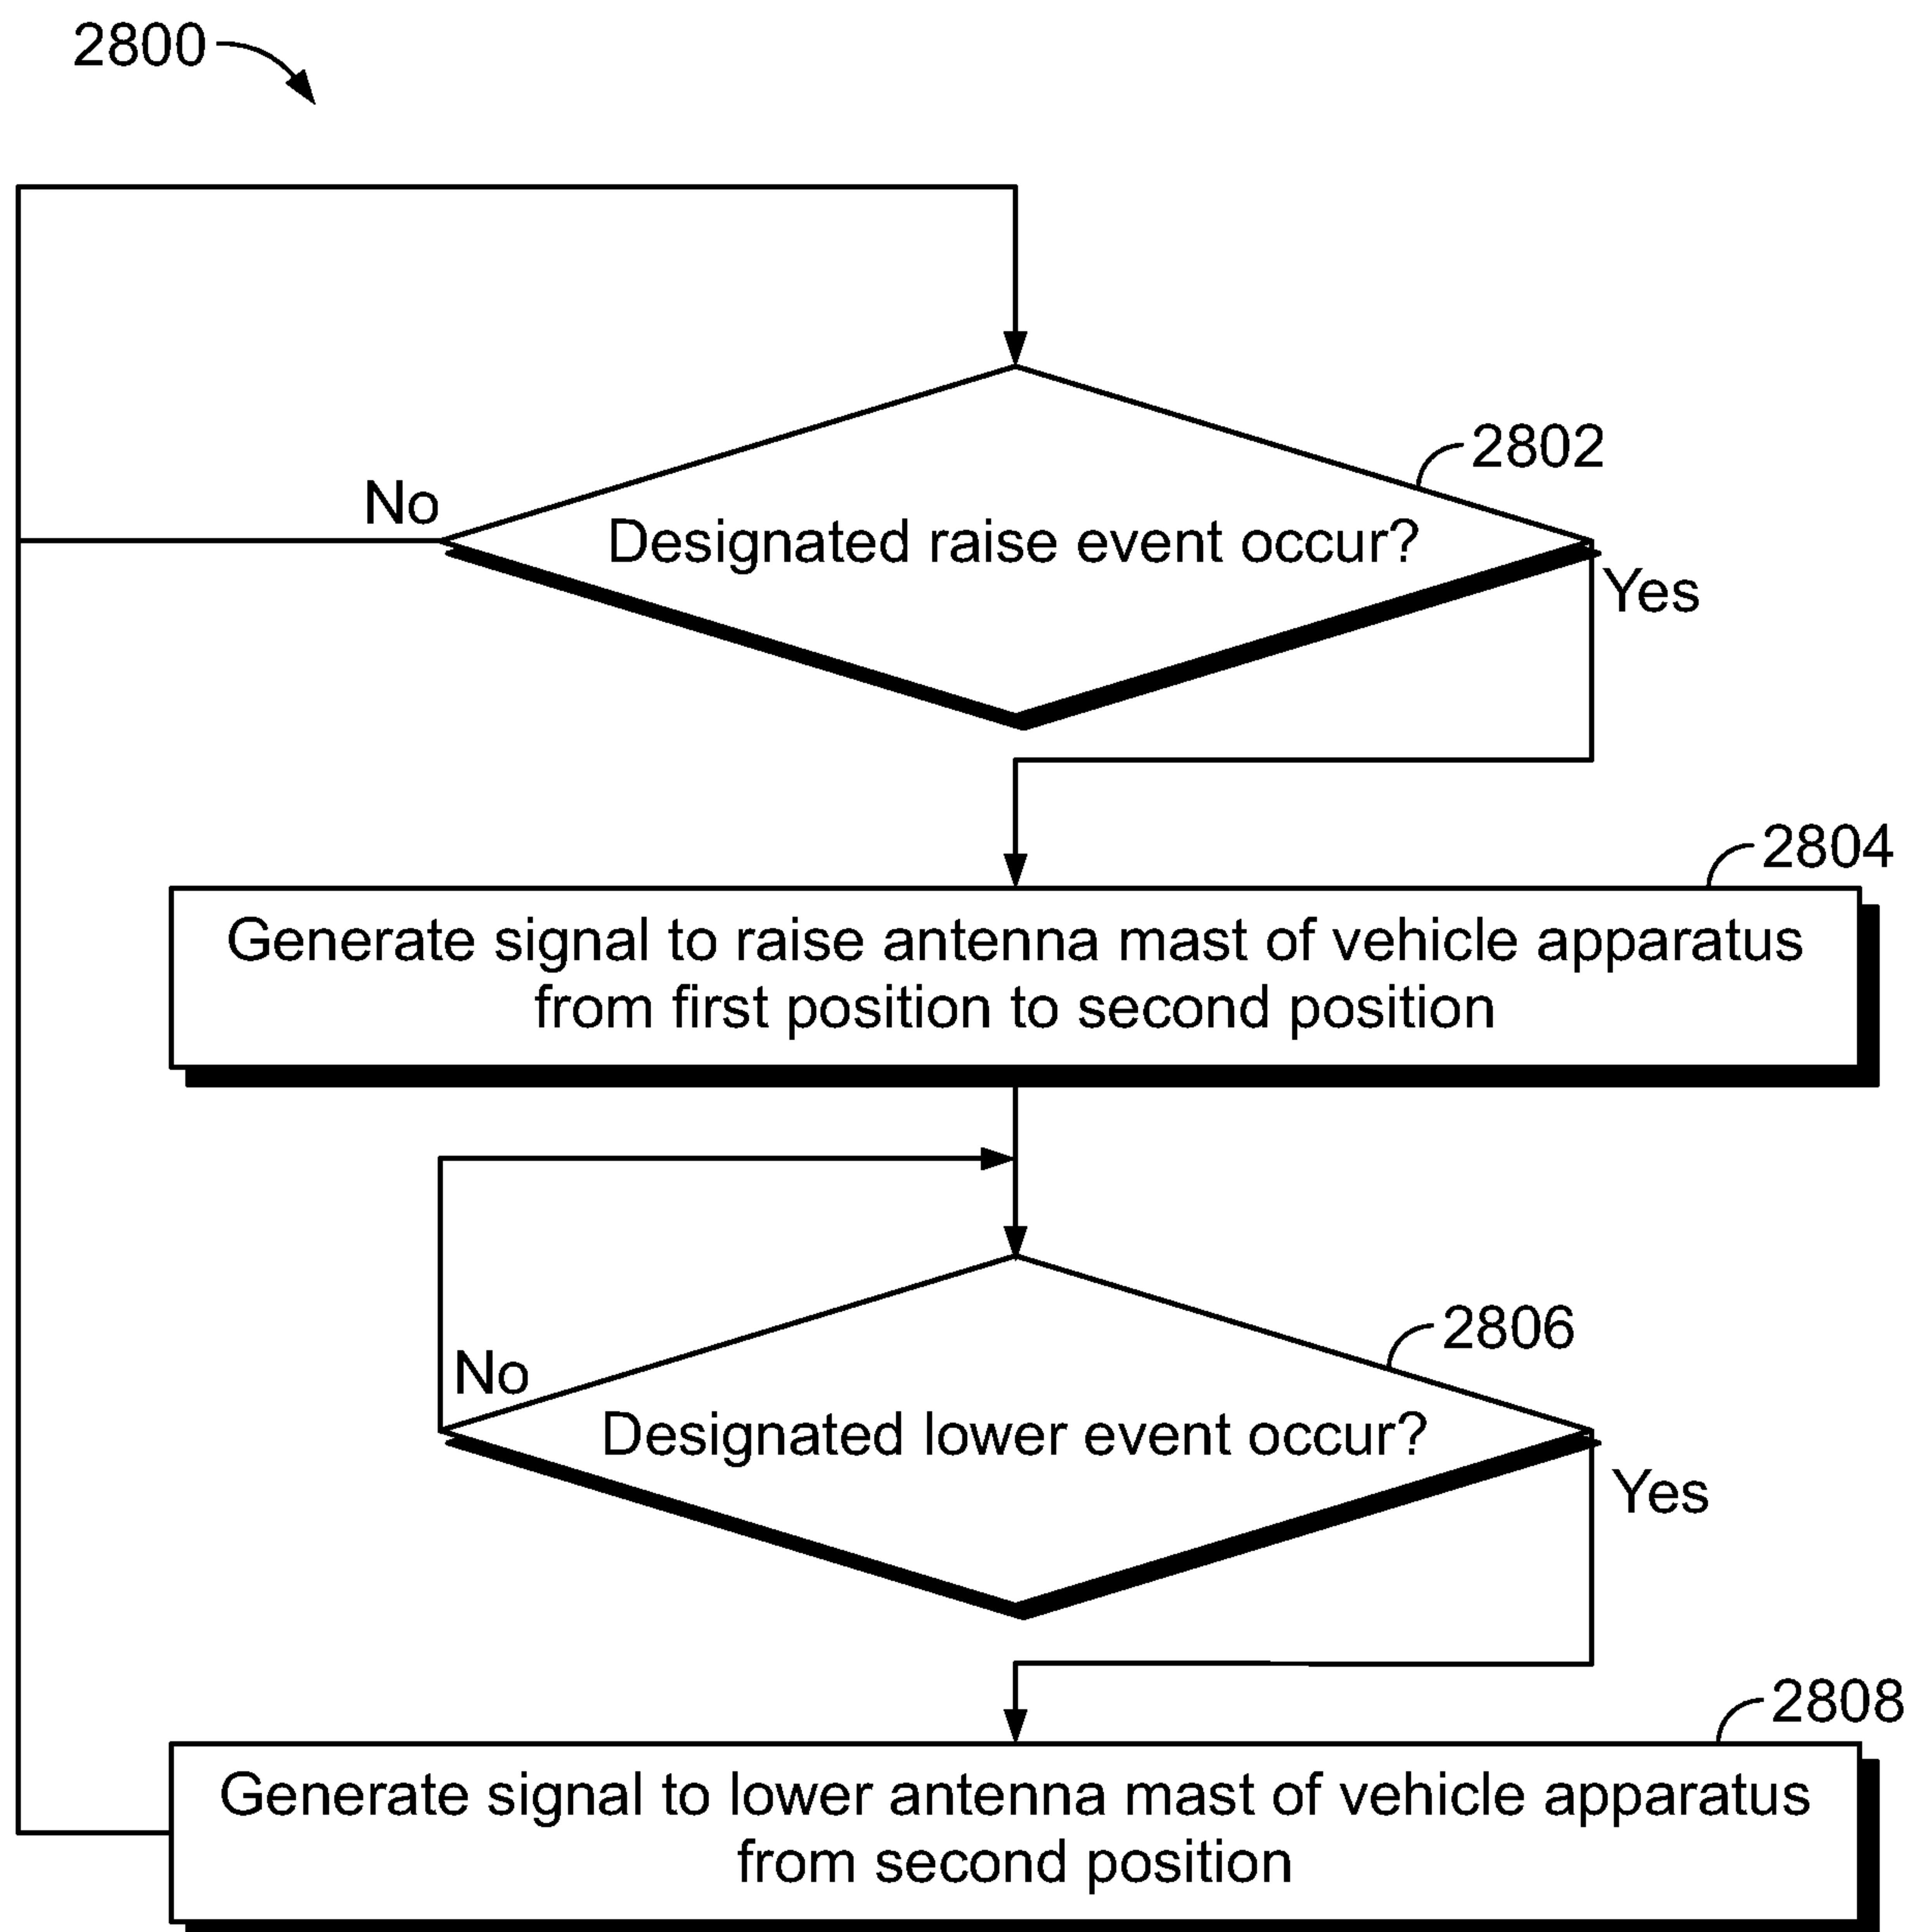 2800
2802
No
Designated raise event occur?
Yes
2804
Generate signal to raise antenna mast of vehicle apparatus
from first position to second position
2806
No
Designated lower event occur?
Yes
2808
Generate signal to lower antenna mast of vehicle apparatus
from second position